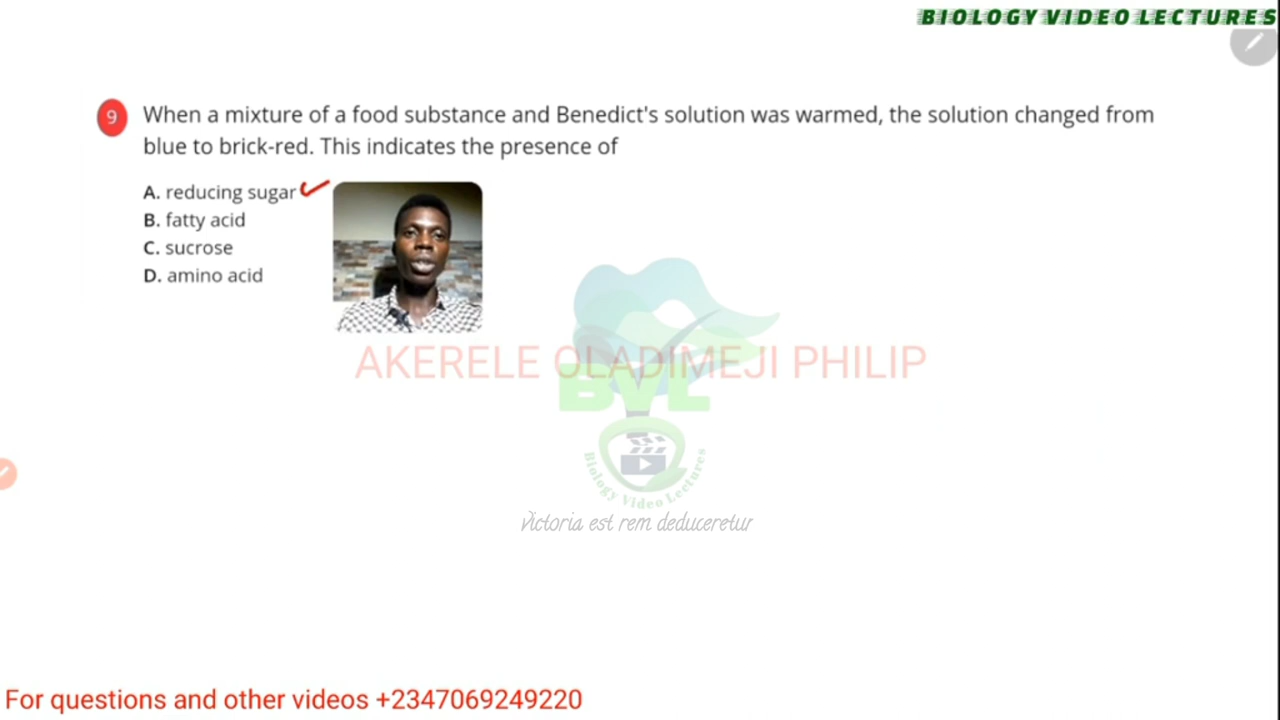 BIOLOGY VIDEO LECTURES
9 When a mixture of a food substance and Benedict's solution was warmed, the solution changed from
blue to brick-red. This indicates the presence of
A. reducing sugar
B. fatty acid
C. sucrose
D. amino acid
AKERELE OLADIMEJI PHILIP
BVL
Biology Video Lectures
Victoria est rem deduceretur
For questions and other videos +2347069249220